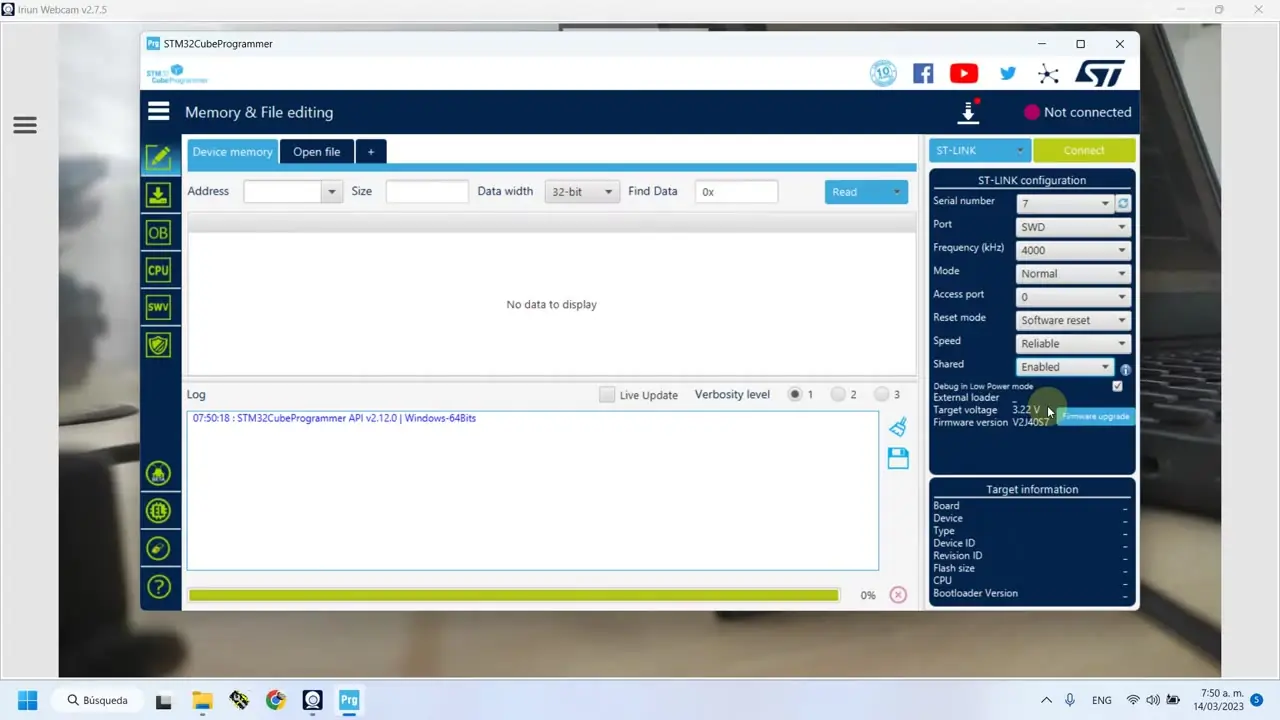 Iriun Webcam v2.7.5
Prg STM32CubeProgrammer
STM32
CubeProgrammer
10
Memory & File editing
Not connected
Device memory
Open file
+
ST-LINK
Connect
Address
Size
Data width
32-bit
Find Data
0x
Read
ST-LINK configuration
Serial number
7
Port
SWD
Frequency (kHz)
4000
Mode
Normal
Access port
0
Reset mode
Software reset
Speed
Reliable
Shared
Enabled
Debug in Low Power mode
External loader _
Target voltage 3.22 V
Firmware version V2J40S7
Firmware upgrade
OB
CPU
SWV
No data to display
Log
Live Update
Verbosity level
1
2
3
07:50:18 : STM32CubeProgrammer API v2.12.0 | Windows-64Bits
Target information
Board _
Device _
Type _
Device ID _
Revision ID _
Flash size _
CPU _
Bootloader Version _
0%
Búsqueda
Prg
ENG
7:50 a. m.
14/03/2023
5